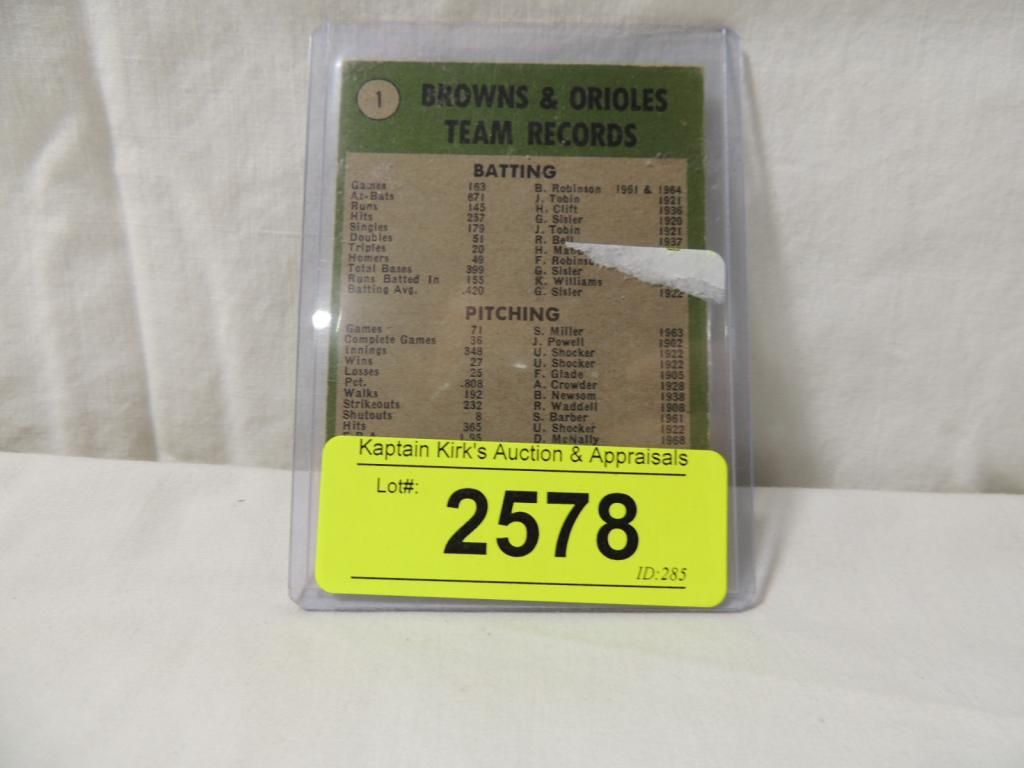 1
BROWNS & ORIOLES
TEAM RECORDS
BATTING
Games 163 B. Robinson 1961 & 1964
At-Bats 671 J. Tobin 1921
Runs 145 H. Clift 1936
Hits 257 G. Sisler 1920
Singles 179 J. Tobin 1921
Doubles 51 R. Bell 1937
Triples 20 H.
Homers 49 F.
Total Bases 399 G. Sisler
Runs Batted In 155 K. Williams
Batting Avg. .420 G. Sisler 1922
PITCHING
Games 71 S. Miller 1963
Complete Games 36 J. Powell 1902
Innings 348 U. Shocker 1922
Wins 27 U. Shocker 1922
Losses 25 F. Glade 1905
Pct. .808 A. Crowder 1928
Walks 192 B. Newsom 1938
Strikeouts 232 R. Waddell 1908
Shutouts 8 S. Barber 1961
Hits 365 U. Shocker 1922
1.95 D. McNally 1968
Kaptain Kirk's Auction & Appraisals
Lot#:
2578
ID:285